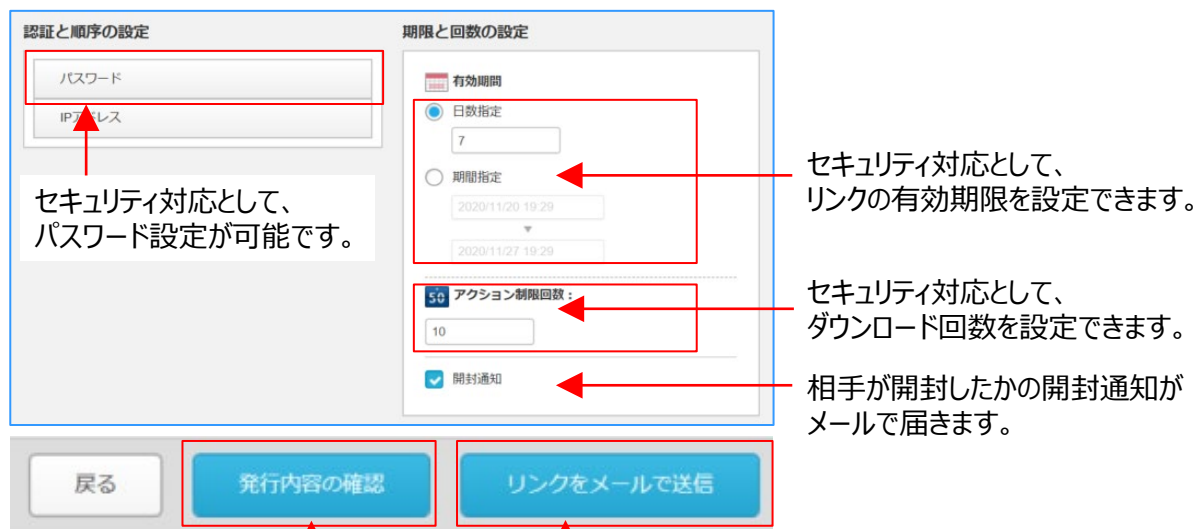 認証と順序の設定
パスワード
IPアドレス
セキュリティ対応として、
パスワード設定が可能です。
期限と回数の設定
有効期間
日数指定
7
期間指定
2020/11/20 19:29
▼
2020/11/27 19:29
50 アクション制限回数：
10
開封通知
セキュリティ対応として、
リンクの有効期限を設定できます。
セキュリティ対応として、
ダウンロード回数を設定できます。
相手が開封したかの開封通知が
メールで届きます。
戻る
発行内容の確認
リンクをメールで送信